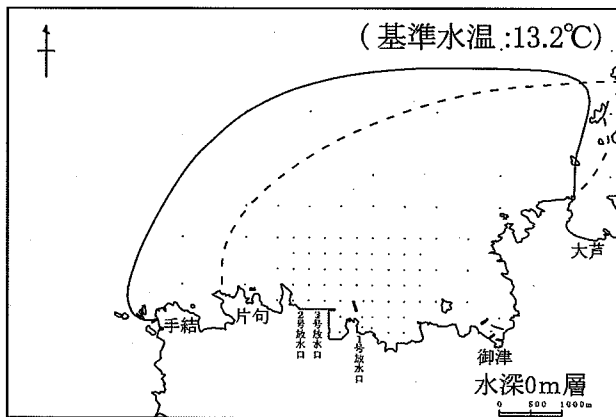 (基準水温:13.2℃)
大芦
手結
片句
2号放水口
3号放水口
1号放水口
御津
水深0m層
0 500 1000m